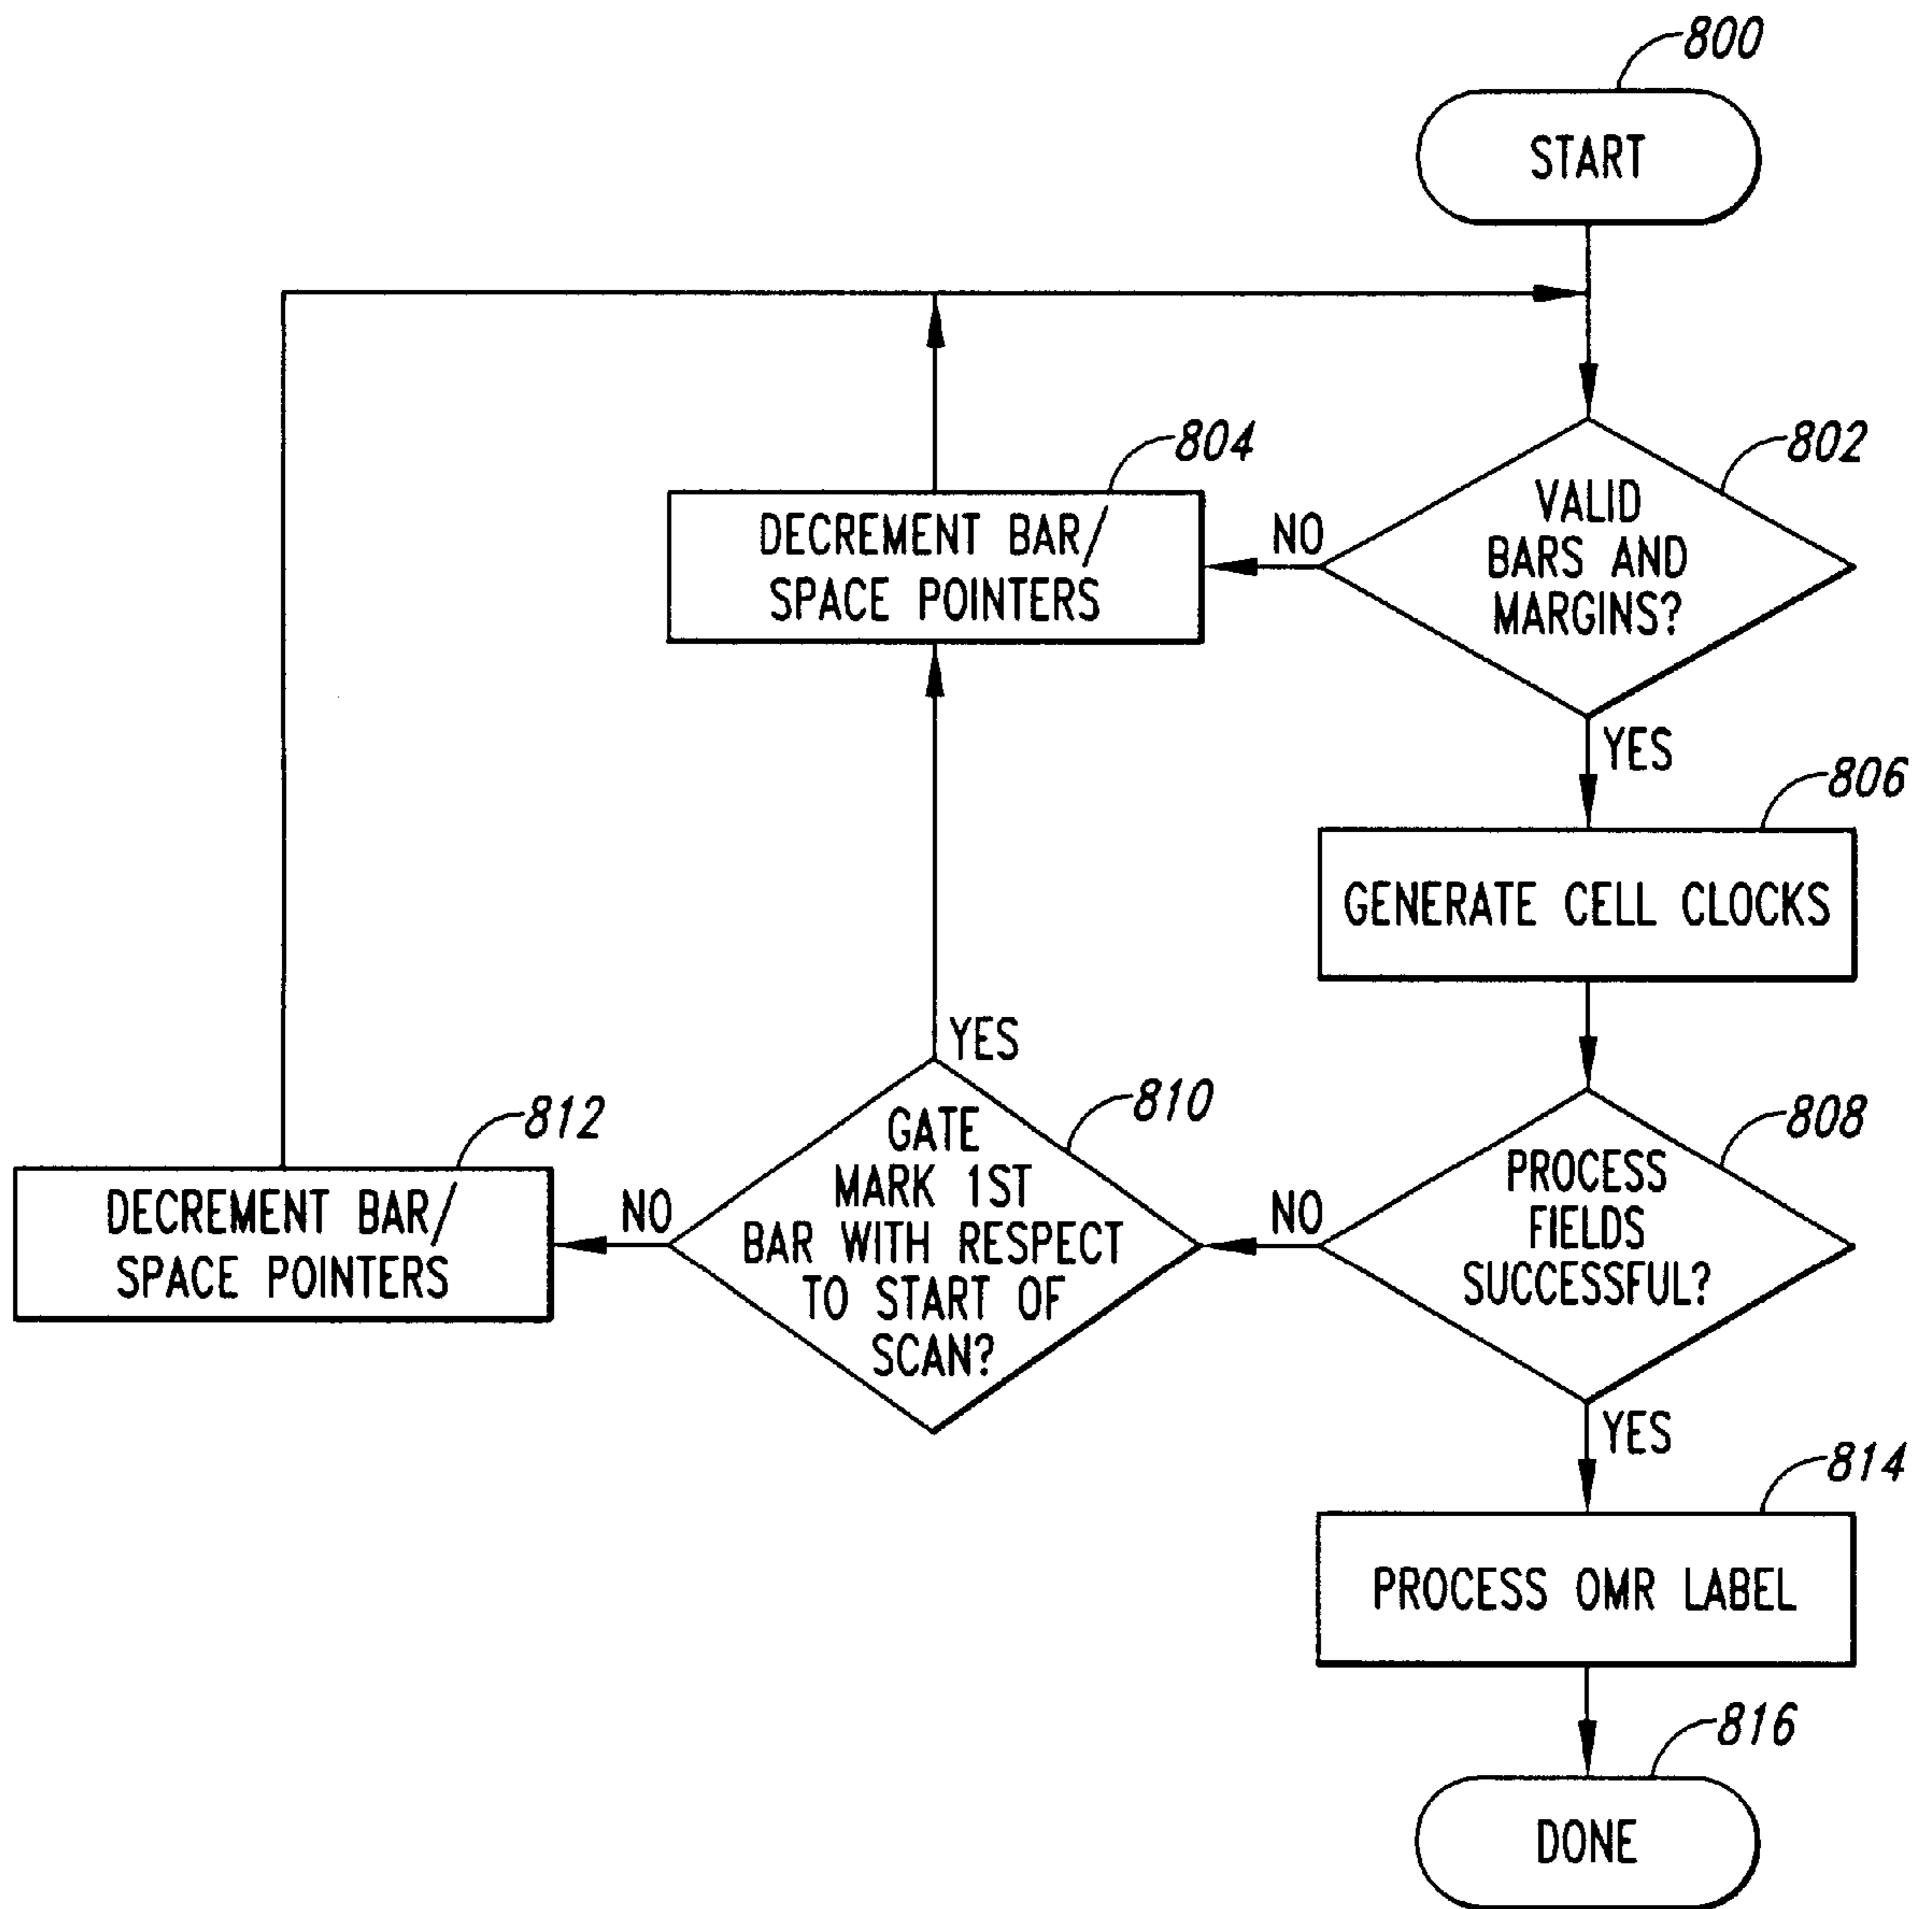 800
START
802
VALID
BARS AND
MARGINS?
NO
804
DECREMENT BAR/
SPACE POINTERS
YES
806
GENERATE CELL CLOCKS
808
PROCESS
FIELDS
SUCCESSFUL?
NO
810
GATE
MARK 1ST
BAR WITH RESPECT
TO START OF
SCAN?
YES
NO
812
DECREMENT BAR/
SPACE POINTERS
YES
814
PROCESS OMR LABEL
816
DONE